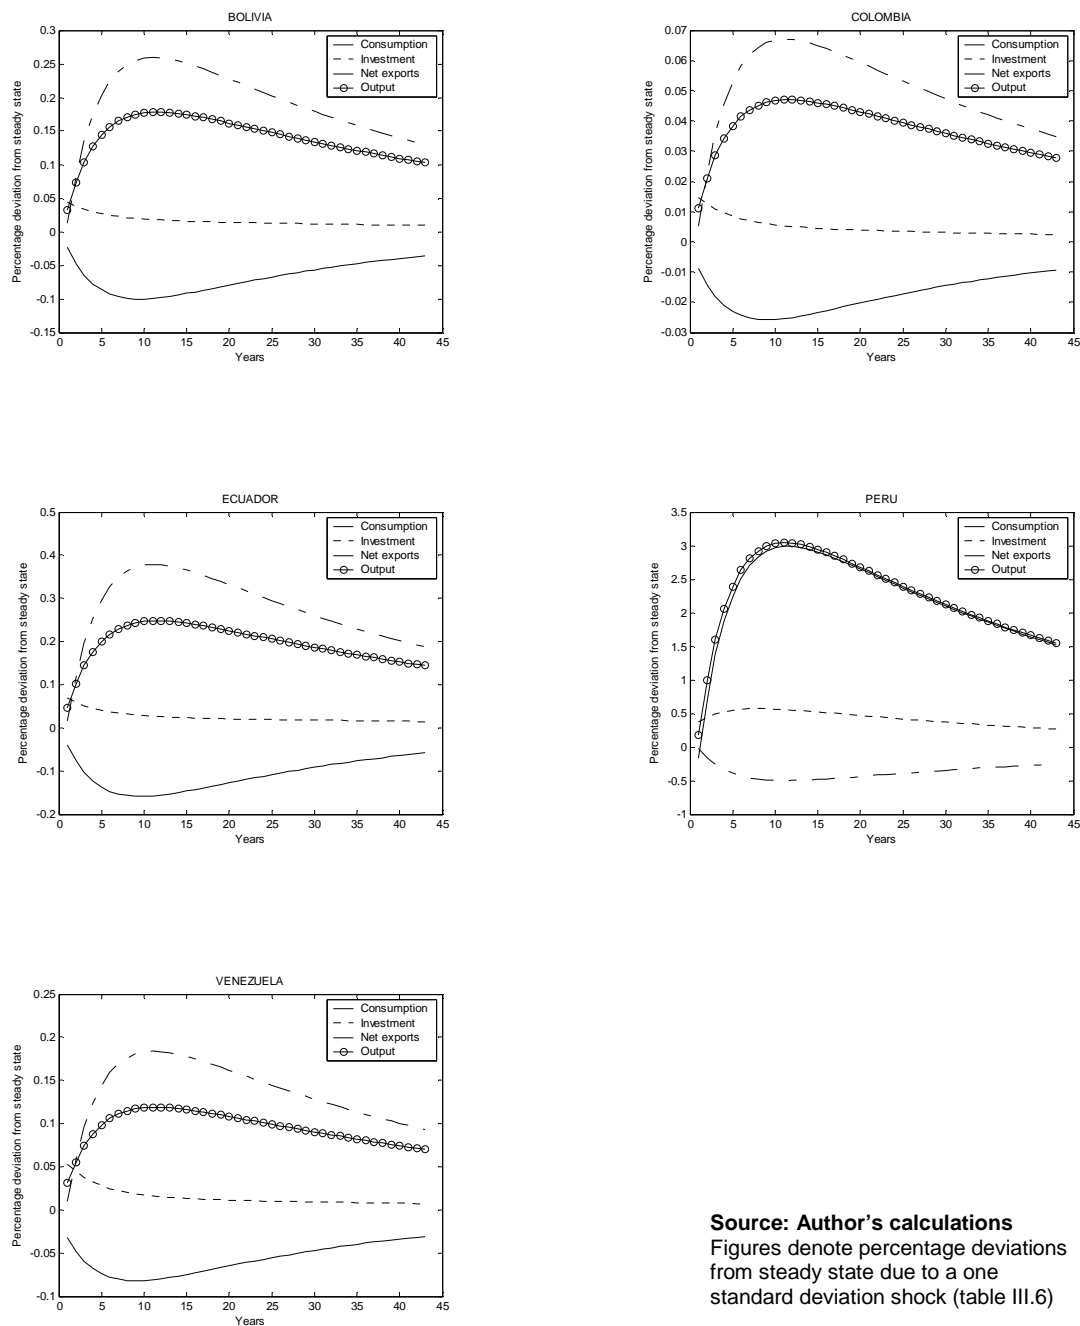 BOLIVIA
0.3
0.25
0.2
0.15
0.1
0.05
0
-0.05
-0.1
-0.15
Percentage deviation from steady state
Consumption
Investment
Net exports
Output
0 5 10 15 20 25 30 35 40 45
Years
COLOMBIA
0.07
0.06
0.05
0.04
0.03
0.02
0.01
0
-0.01
-0.02
-0.03
Percentage deviation from steady state
Consumption
Investment
Net exports
Output
0 5 10 15 20 25 30 35 40 45
Years
ECUADOR
0.5
0.4
0.3
0.2
0.1
0
-0.1
-0.2
Percentage deviation from steady state
Consumption
Investment
Net exports
Output
0 5 10 15 20 25 30 35 40 45
Years
PERU
3.5
3
2.5
2
1.5
1
0.5
0
-0.5
-1
Percentage deviation from steady state
Consumption
Investment
Net exports
Output
0 5 10 15 20 25 30 35 40 45
Years
VENEZUELA
0.25
0.2
0.15
0.1
0.05
0
-0.05
-0.1
Percentage deviation from steady state
Consumption
Investment
Net exports
Output
0 5 10 15 20 25 30 35 40 45
Years
Source: Author's calculations
Figures denote percentage deviations
from steady state due to a one
standard deviation shock (table III.6)